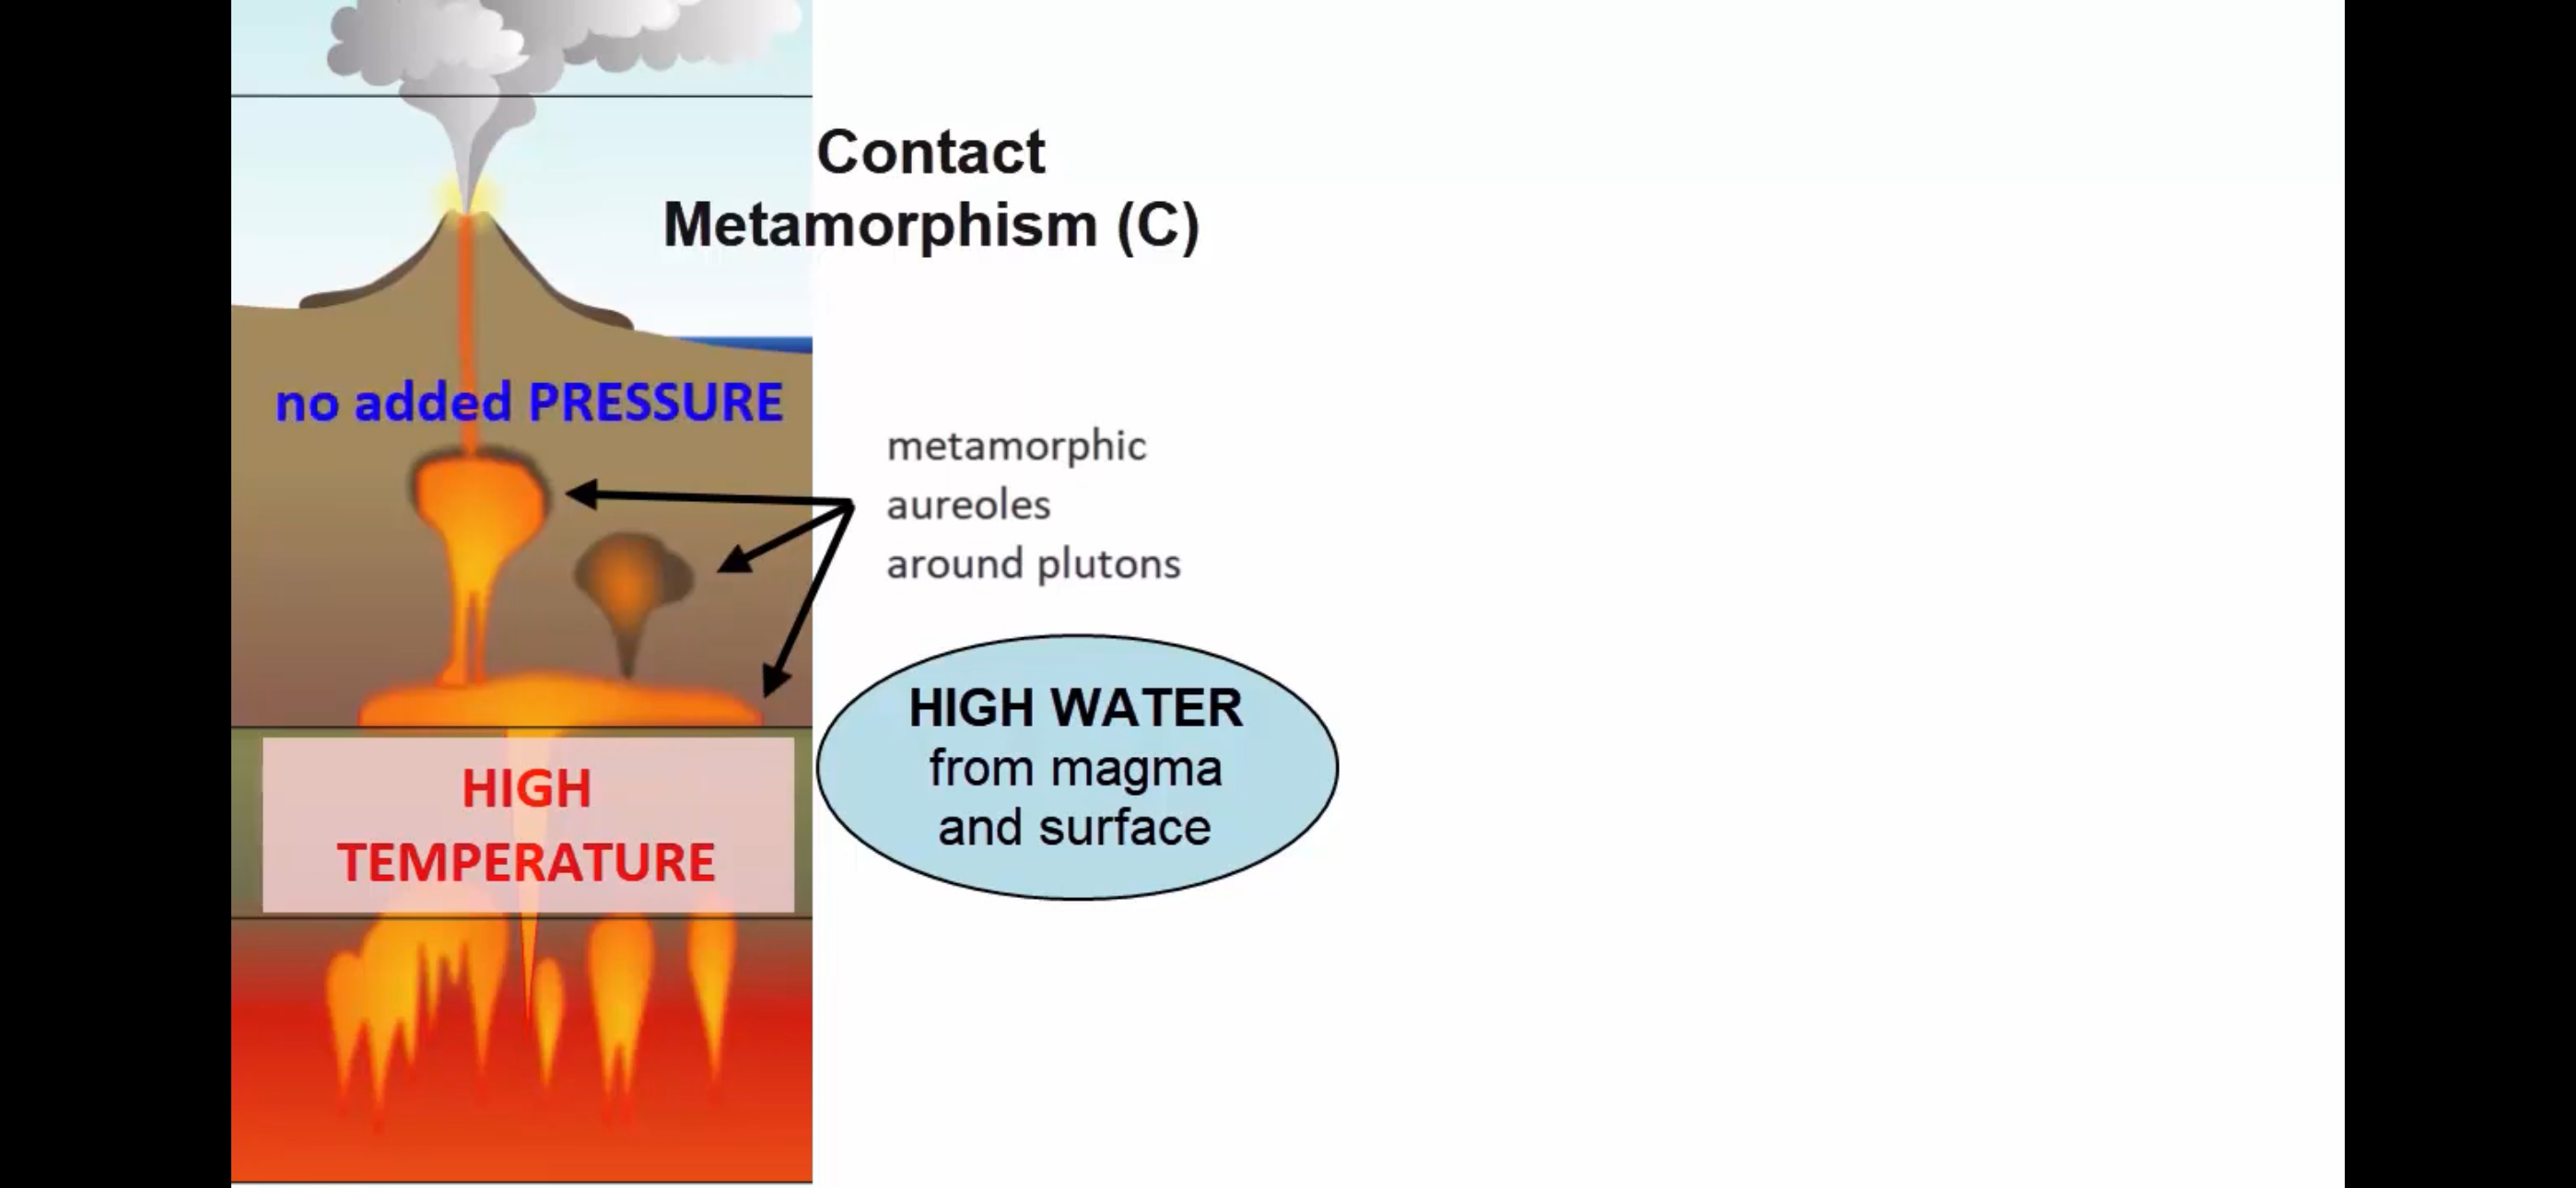 Contact
Metamorphism (C)
no added PRESSURE
metamorphic
aureoles
around plutons
HIGH
TEMPERATURE
HIGH WATER
from magma
and surface